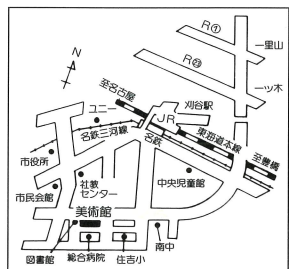 R①
一里山
N
R㉓
至名古屋
一ツ木
ユニー
刈谷駅
JR
名鉄三河線
東海道本線
名鉄
至豊橋
市役所
社教
センター
中央児童館
市民会館
美術館
図書館
総合病院
住吉小
南中